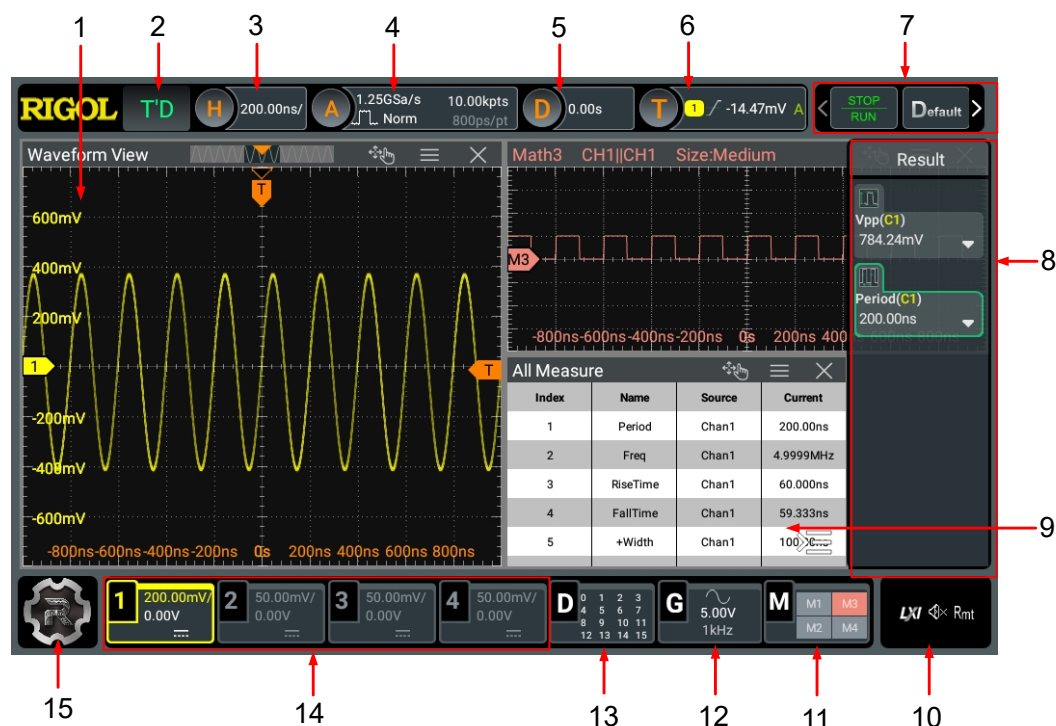 1 2 3 4 5 6 7
RIGOL T'D H 200.00ns/ A 1.25GSa/s 10.00kpts D 0.00s T 1 -14.47mV A STOP Default
Norm 800ps/pt RUN
Waveform View Math3 CH1||CH1 Size:Medium Result
T
600mV
Vpp(C1)
784.24mV
400mV M3 8
Period(C1)
200.00ns
200mV
-800ns -600ns -400ns -200ns 0s 200ns 400
1 T All Measure
Index Name Source Current
-200mV 1 Period Chan1 200.00ns
2 Freq Chan1 4.9999MHz
-400mV
3 RiseTime Chan1 60.000ns
-600mV 4 FallTime Chan1 59.333ns
9
5 +Width Chan1
-800ns -600ns -400ns -200ns 0s 200ns 400ns 600ns 800ns
R 1 200.00mV/ 2 50.00mV/ 3 50.00mV/ 4 50.00mV/ D 0 1 2 3 G M M1 M3
0.00V 0.00V 0.00V 0.00V 4 5 6 7 5.00V LXI Rmt
8 9 10 11 1kHz M2 M4
12 13 14 15
15 14 13 12 11 10